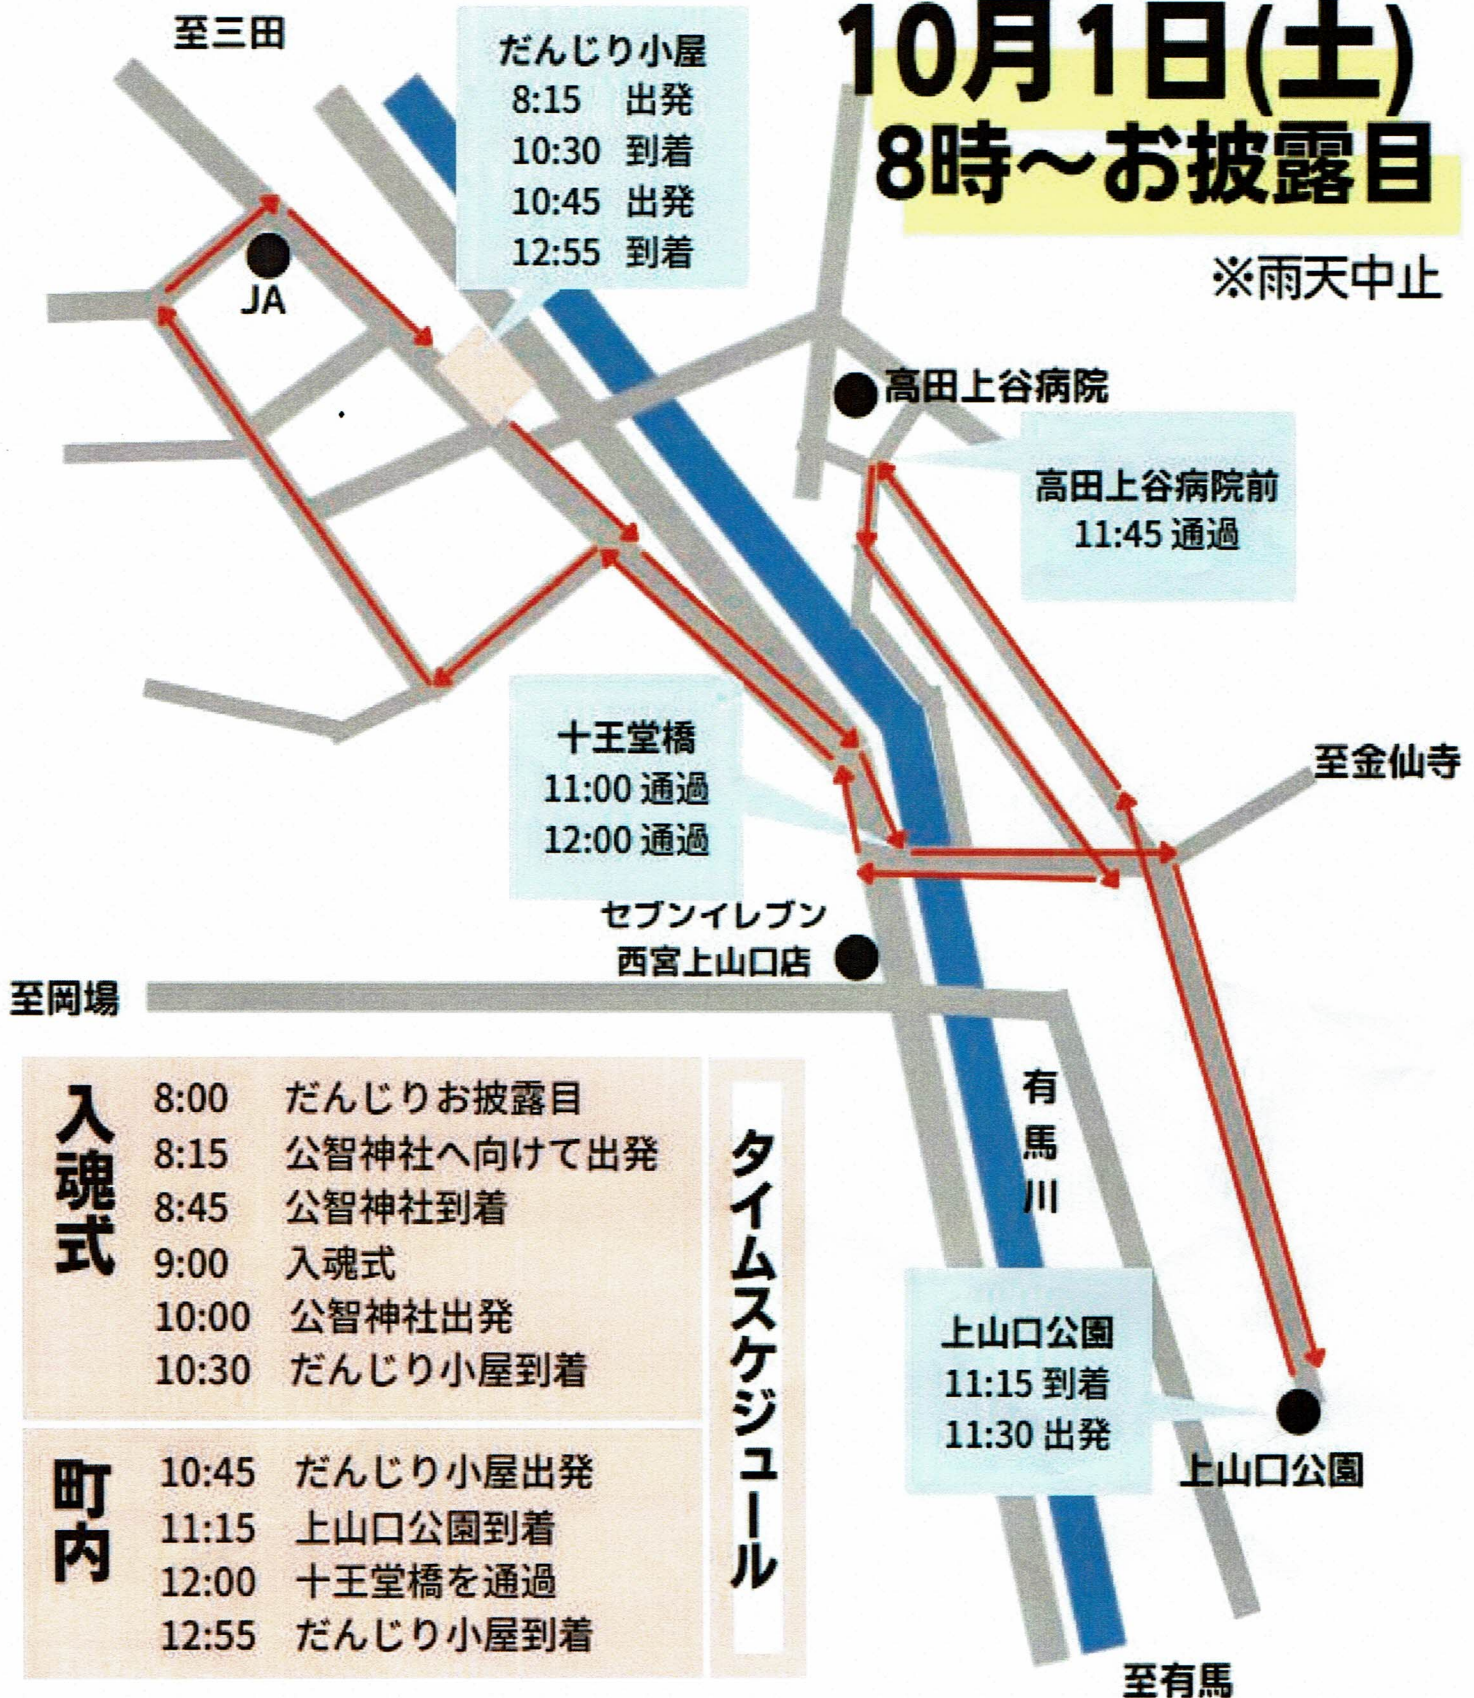 10月1日(土)
8時～お披露目
※雨天中止
至三田
だんじり小屋
8:15 出発
10:30 到着
10:45 出発
12:55 到着
JA
高田上谷病院
高田上谷病院前
11:45 通過
十王堂橋
11:00 通過
12:00 通過
至金仙寺
セブンイレブン
西宮上山口店
至岡場
有馬川
上山口公園
11:15 到着
11:30 出発
上山口公園
至有馬
タイムスケジュール
入魂式
8:00 だんじりお披露目
8:15 公智神社へ向けて出発
8:45 公智神社到着
9:00 入魂式
10:00 公智神社出発
10:30 だんじり小屋到着
町内
10:45 だんじり小屋出発
11:15 上山口公園到着
12:00 十王堂橋を通過
12:55 だんじり小屋到着